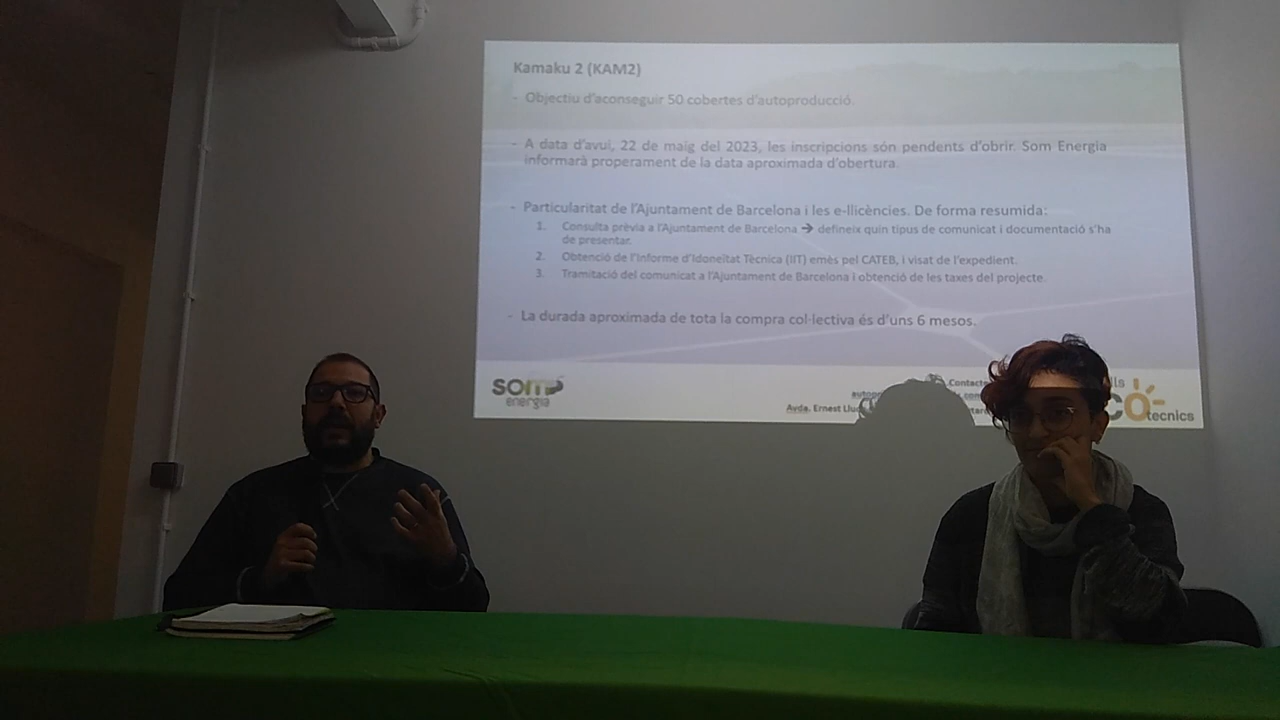 Kamaku 2 (KAM2)
- Objectiu d'aconseguir 50 cobertes d'autoproducció.
- A data d'avui, 22 de maig del 2023, les inscripcions són pendents d'obrir. Som Energia
informarà properament de la data aproximada d'obertura.
- Particularitat de l'Ajuntament de Barcelona i les e-llicències. De forma resumida:
1. Consulta prèvia a l'Ajuntament de Barcelona ➔ defineix quin tipus de comunicat i documentació s'ha
de presentar.
2. Obtenció de l'Informe d'Idoneïtat Tècnica (IIT) emès pel CATEB, i visat de l'expedient.
3. Tramitació del comunicat a l'Ajuntament de Barcelona i obtenció de les taxes del projecte.
- La durada aproximada de tota la compra col·lectiva és d'uns 6 mesos.
som
energia
Avda. Ernest
tecnics